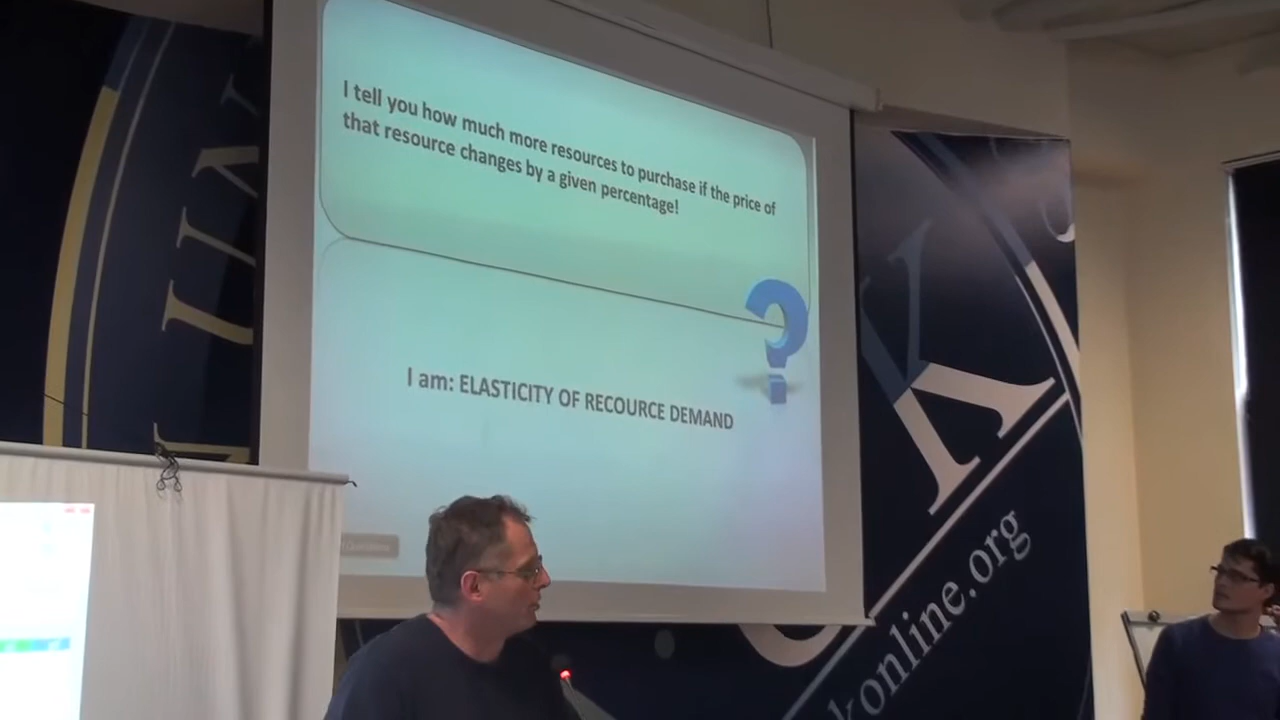 I tell you how much more resources to purchase if the price of
that resource changes by a given percentage!
I am: ELASTICITY OF RECOURCE DEMAND
konline.org